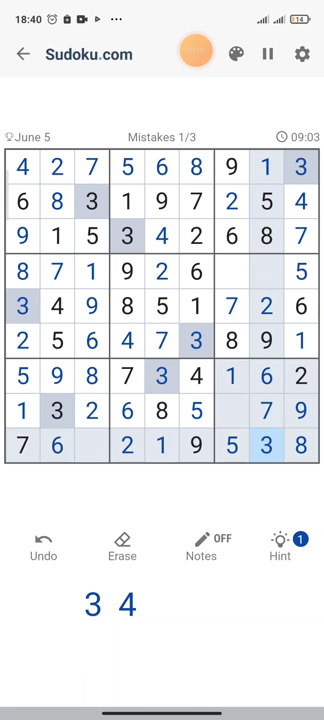 18:40 14
Sudoku.com
June 5 Mistakes 1/3 09:03
4 2 7 5 6 8 9 1 3
6 8 3 1 9 7 2 5 4
9 1 5 3 4 2 6 8 7
8 7 1 9 2 6 5
3 4 9 8 5 1 7 2 6
2 5 6 4 7 3 8 9 1
5 9 8 7 3 4 1 6 2
1 3 2 6 8 5 7 9
7 6 2 1 9 5 3 8
OFF 1
Undo Erase Notes Hint
3 4